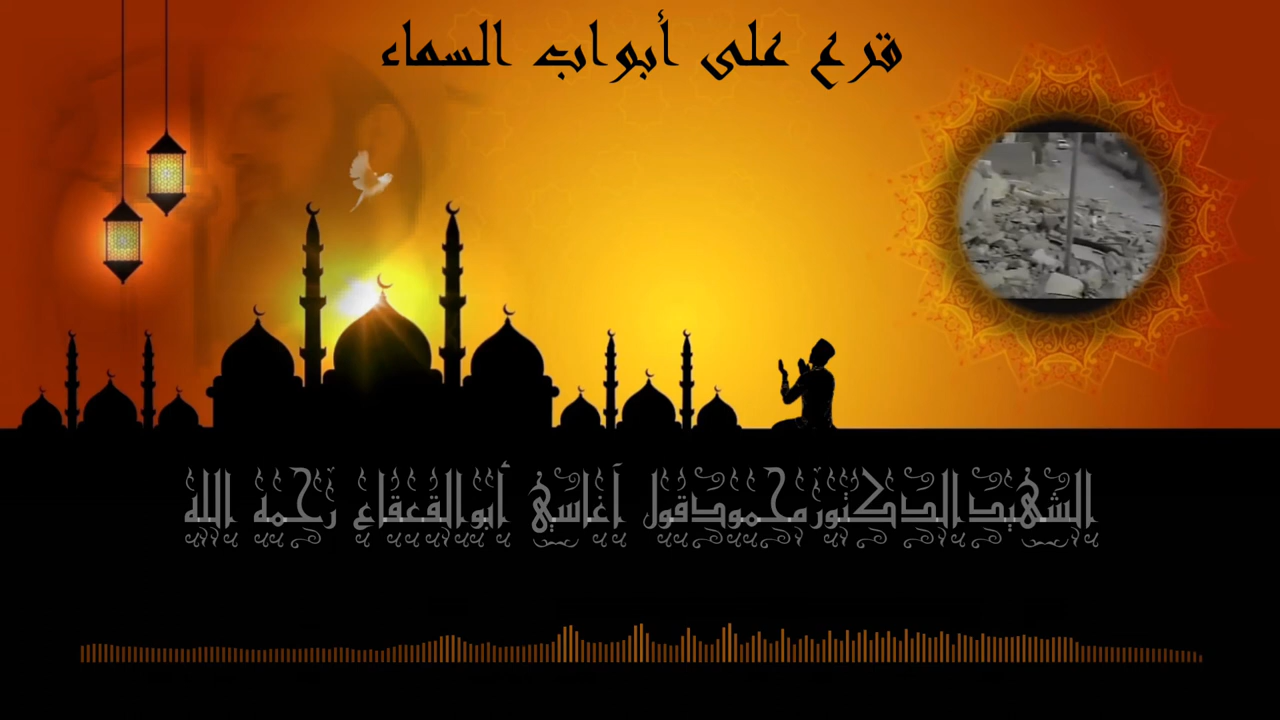 قرع على أبواب السماء
الشهيد الدكتور محمود قول آغاسي أبو القعقاع رحمه الله